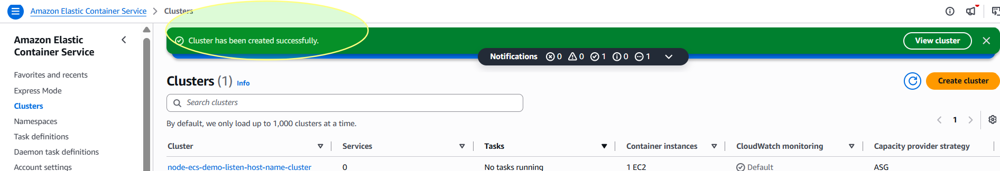 Amazon Elastic Container Service > Clusters
Amazon Elastic
Container Service
Favorites and recents
Express Mode
Clusters
Namespaces
Task definitions
Daemon task definitions
Account settings
Cluster has been created successfully.
View cluster
Notifications 0 0 1 0 1
Clusters (1) Info
Create cluster
Search clusters
By default, we only load up to 1,000 clusters at a time.
1
Cluster Services Tasks Container instances CloudWatch monitoring Capacity provider strategy
node-ecs-demo-listen-host-name-cluster 0 No tasks running 1 EC2 Default ASG